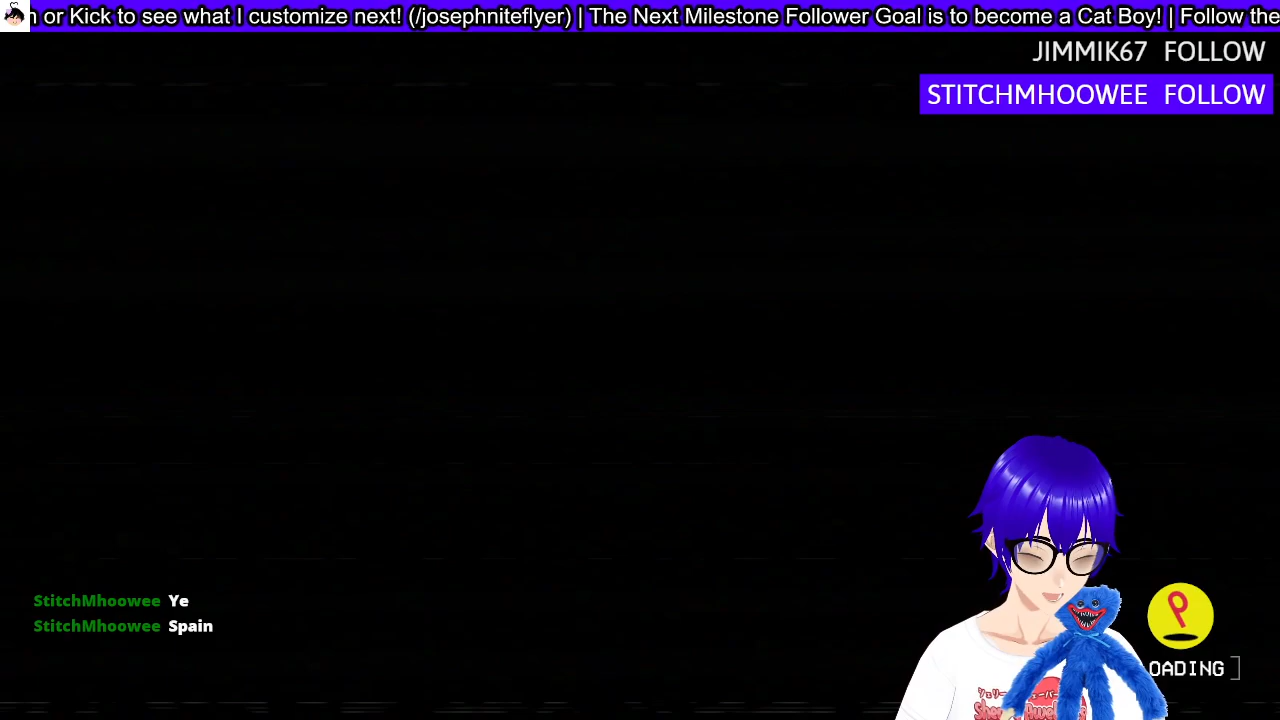 or Kick to see what I customize next! (/josephniteflyer) | The Next Milestone Follower Goal is to become a Cat Boy! | Follow the
JIMMIK67 FOLLOW
STITCHMHOOWEE FOLLOW
StitchMhoowee Ye
StitchMhoowee Spain
OADING